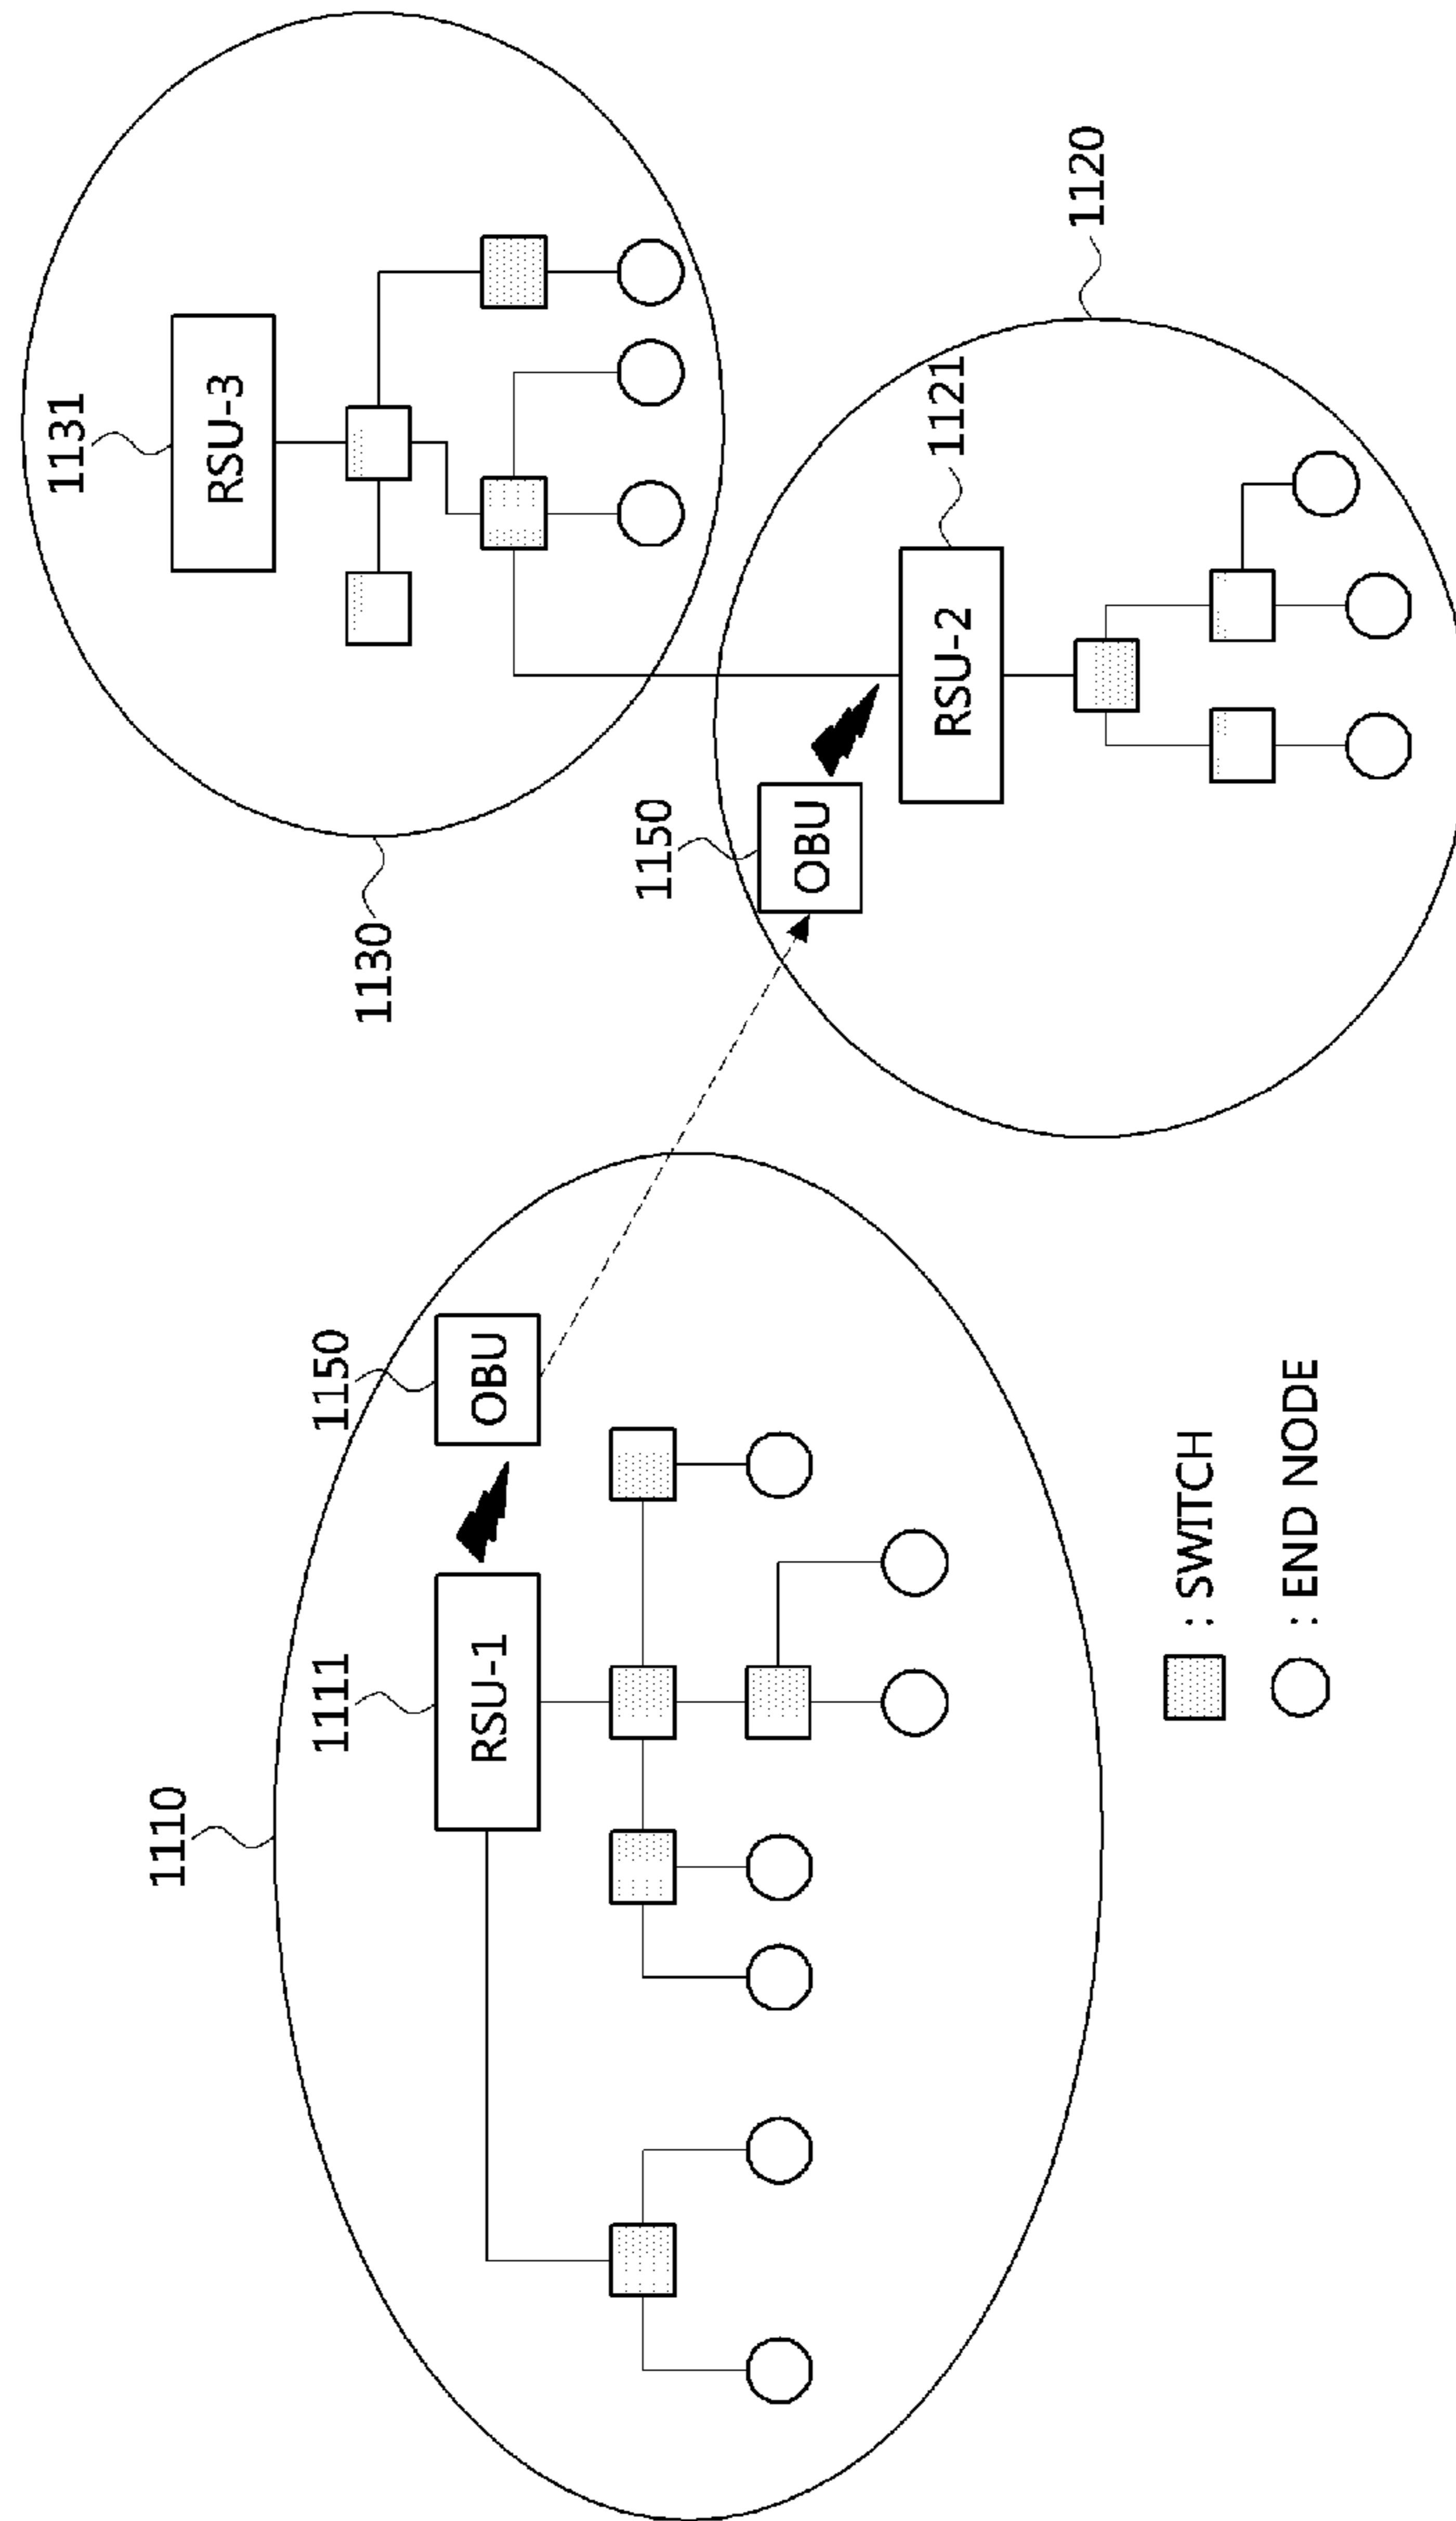 1110
1111
RSU-1
1150
OBU
1130
1131
RSU-3
1150
OBU
1121
RSU-2
1120
: SWITCH
: END NODE